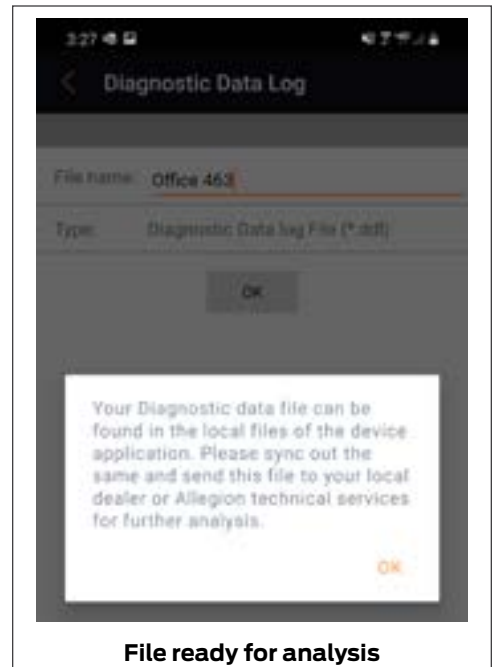 3:27
Diagnostic Data Log
File name: Office 463
Type: Diagnostic Data log File (*.ddl)
OK
Your Diagnostic data file can be
found in the local files of the device
application. Please sync out the
same and send this file to your local
dealer or Allegion technical services
for further analysis.
OK
File ready for analysis